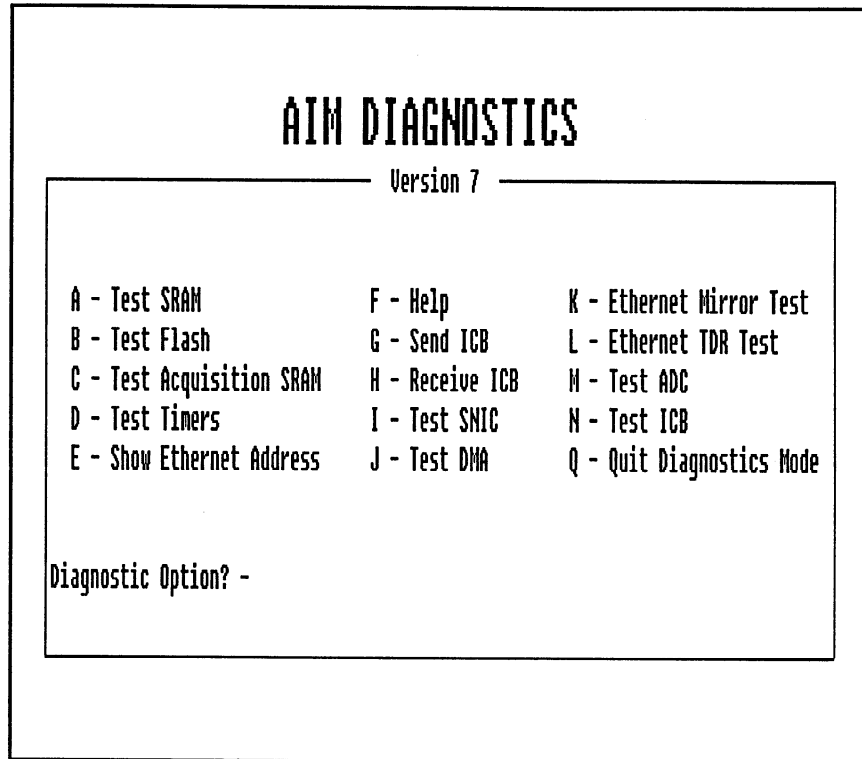 AIM DIAGNOSTICS
Version 7
A - Test SRAM
B - Test Flash
C - Test Acquisition SRAM
D - Test Timers
E - Show Ethernet Address
F - Help
G - Send ICB
H - Receive ICB
I - Test SNIC
J - Test DMA
K - Ethernet Mirror Test
L - Ethernet TDR Test
M - Test ADC
N - Test ICB
Q - Quit Diagnostics Mode
Diagnostic Option? -